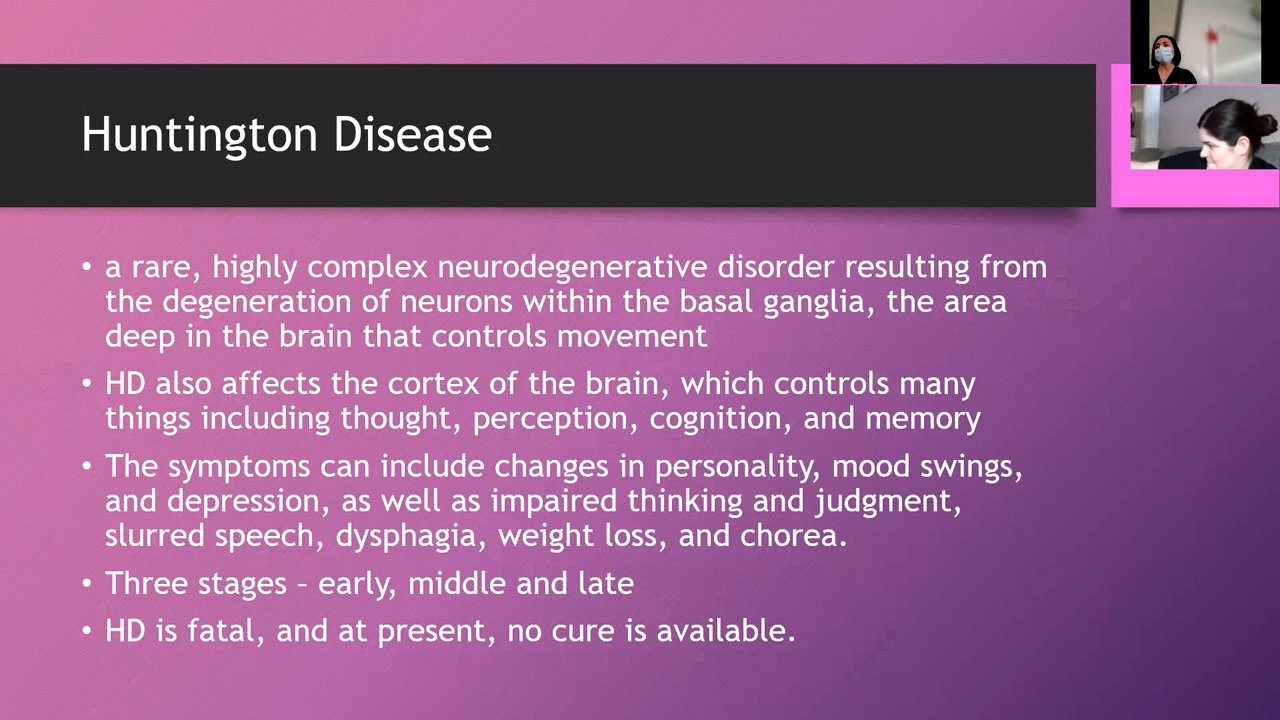 Huntington Disease
• a rare, highly complex neurodegenerative disorder resulting from
the degeneration of neurons within the basal ganglia, the area
deep in the brain that controls movement
• HD also affects the cortex of the brain, which controls many
things including thought, perception, cognition, and memory
• The symptoms can include changes in personality, mood swings,
and depression, as well as impaired thinking and judgment,
slurred speech, dysphagia, weight loss, and chorea.
• Three stages – early, middle and late
• HD is fatal, and at present, no cure is available.